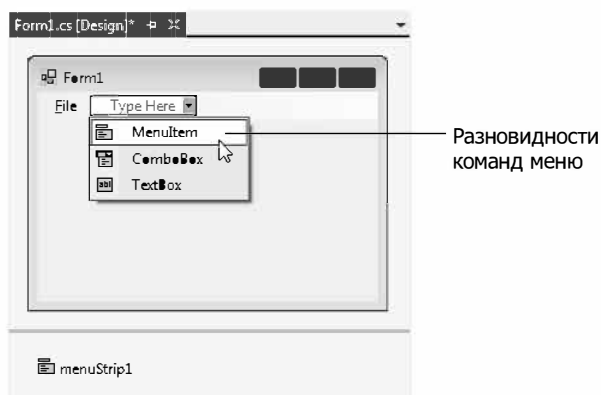 Form1.cs [Design]*
Form1
File Type Here
MenuItem
ComboBox
TextBox
Разновидности
команд меню
menuStrip1